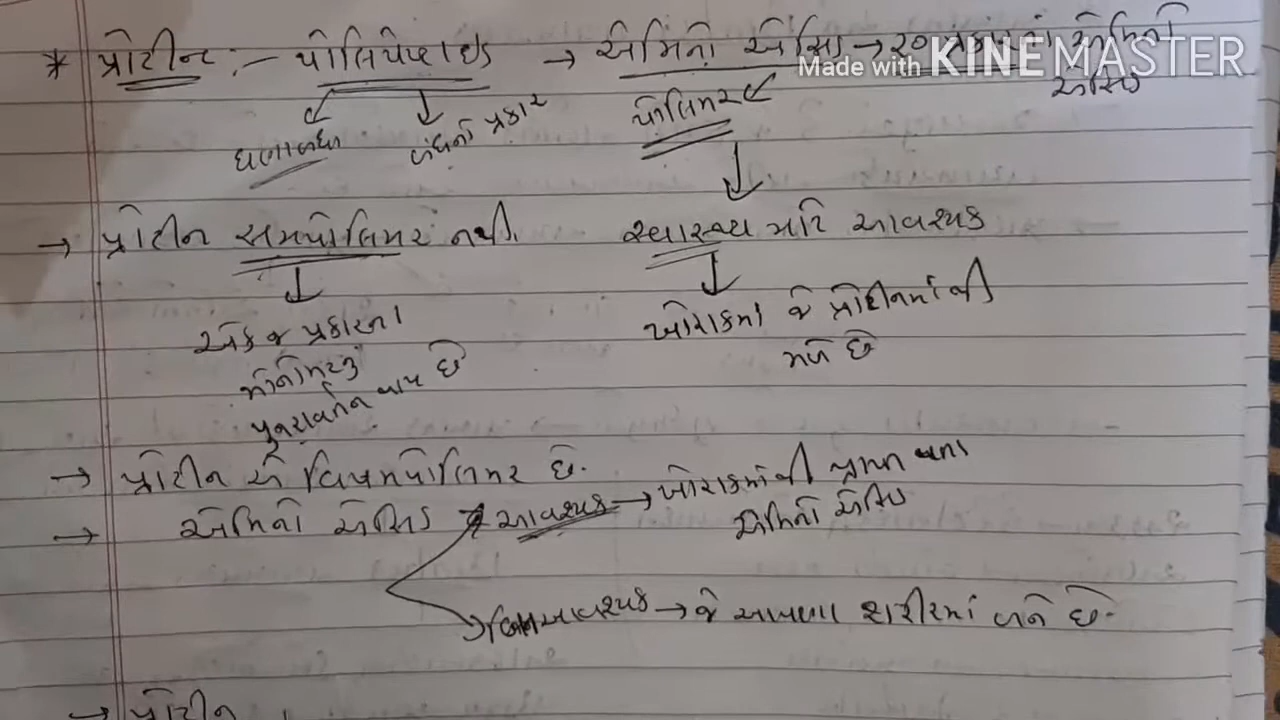 * પ્રોટીન :- પોલિપેપ્ટાઇડ → એમિનો એસિડ → ૨૦ પ્રકારના એમિનો
એસિડ
Made with KINEMASTER
ઘણાબધા
બંધનો પ્રકાર
પોલિમર
→ પ્રોટીન સમપોલિમર નથી.
સ્વાસ્થ્ય માટે આવશ્યક
એક જ પ્રકારના
મોનોમરનું
પુનરાવર્તન થાય છે
ખોરાકમાં જે પ્રોટીનમાંથી
મળે છે
→ પ્રોટીન એ વિષમપોલિમર છે.
→ એમિનો એસિડ આવશ્યક → ખોરાકમાંથી પ્રાપ્ત થતા
એમિનો એસિડ
બિનઆવશ્યક → જે આપણા શરીરમાં બને છે.
→ પ્રોટીન